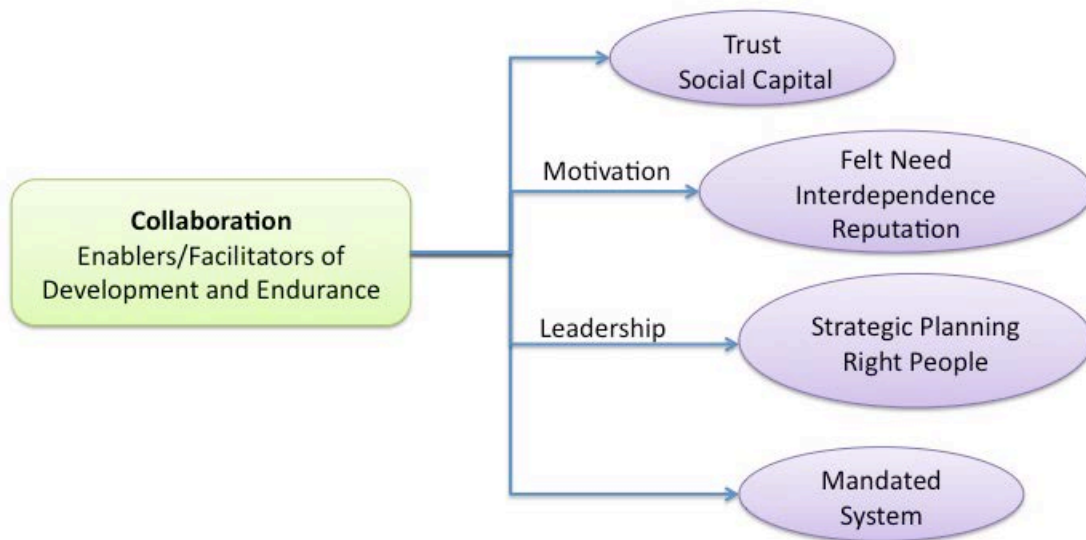 Collaboration
Enablers/Facilitators of
Development and Endurance
Trust
Social Capital
Motivation
Felt Need
Interdependence
Reputation
Leadership
Strategic Planning
Right People
Mandated
System